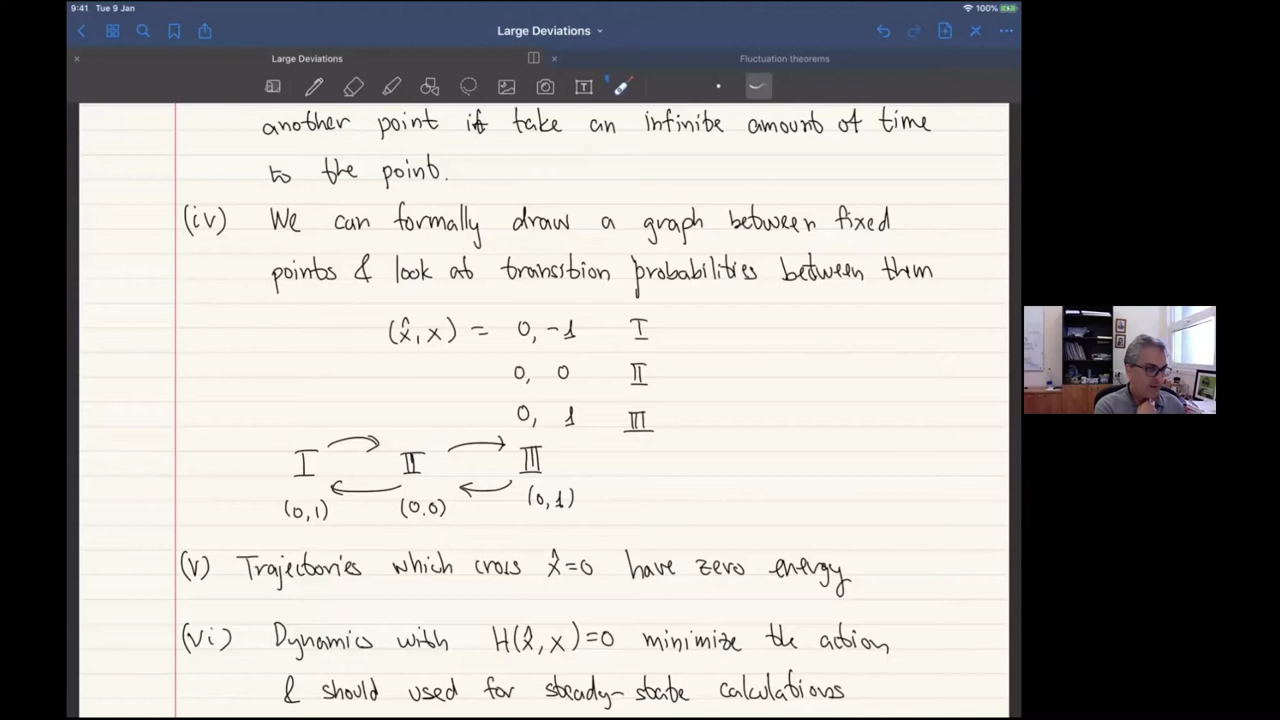 9:41 Tue 9 Jan
100%
Large Deviations
Large Deviations
Fluctuation theorems
another point it take an infinite amount of time
to the point.
(iv) We can formally draw a graph between fixed
points & look at transition probabilities between them
(x̂, x) = 0, -1 I
0, 0 II
0, 1 III
I II III
(0,1) (0,0) (0,1)
(v) Trajectories which cross x̂=0 have zero energy
(vi) Dynamics with H(x̂, x)=0 minimize the action
& should used for steady-state calculations